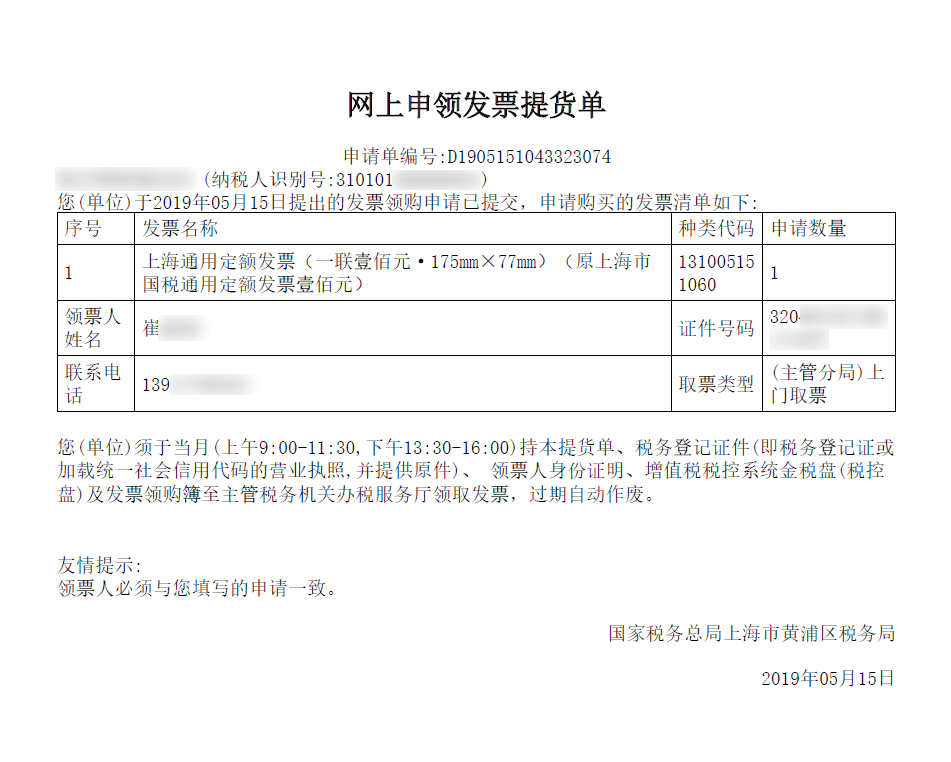 网上申领发票提货单
申请单编号:D1905151043323074
(纳税人识别号:310101 )
您(单位)于2019年05月15日提出的发票领购申请已提交，申请购买的发票清单如下:
序号 发票名称 种类代码 申请数量
1 上海通用定额发票（一联壹佰元·175mm×77mm）（原上海市 13100515 1
国税通用定额发票壹佰元） 1060
领票人 崔 证件号码 320
姓名
联系电 139 取票类型 (主管分局)上
话 门取票
您(单位)须于当月(上午9:00-11:30,下午13:30-16:00)持本提货单、税务登记证件(即税务登记证或
加载统一社会信用代码的营业执照,并提供原件)、 领票人身份证明、增值税税控系统金税盘(税控
盘)及发票领购簿至主管税务机关办税服务厅领取发票，过期自动作废。
友情提示:
领票人必须与您填写的申请一致。
国家税务总局上海市黄浦区税务局
2019年05月15日